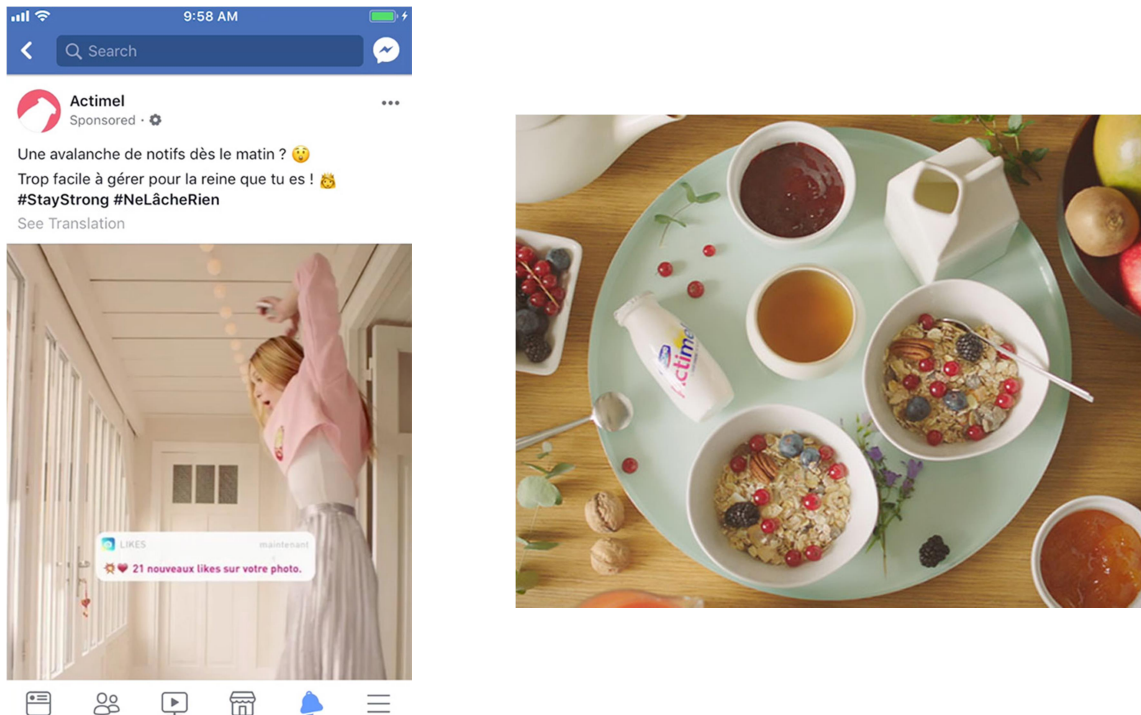 9:58 AM
Search
Actimel
Sponsored
Une avalanche de notifs dès le matin ? 😲
Trop facile à gérer pour la reine que tu es ! 👸
#StayStrong #NeLâcheRien
See Translation
LIKES maintenant
💥❤ 21 nouveaux likes sur votre photo.
Actimel